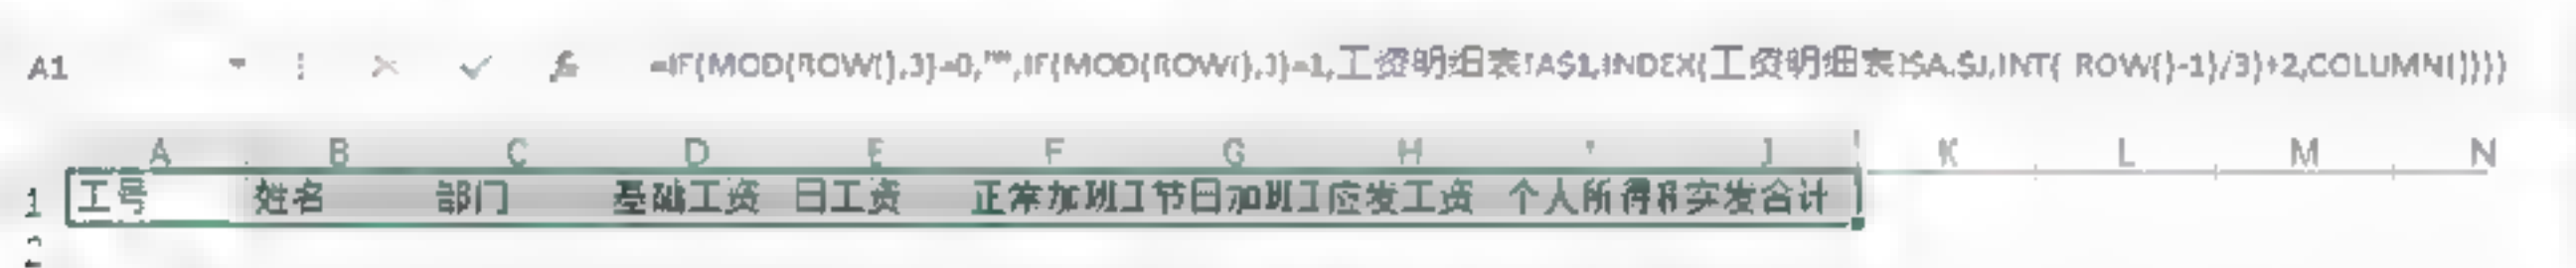 A1 =IF(MOD(ROW(),3)=0,"",IF(MOD(ROW(),3)=1,工资明细表!A$1,INDEX(工资明细表!$A:$J,INT( ROW()-1)/3)+2,COLUMN())))
A B C D E F G H J K L M N
1 工号 姓名 部门 基础工资 日工资 正常加班工 节日加班工 应发工资 个人所得税 实发合计